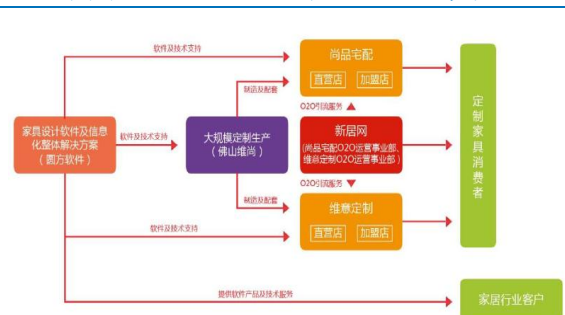 软件及技术支持
尚品宅配
直营店 加盟店
制造及配套
O2O引流服务
家具设计软件及信息
化整体解决方案
（圆方软件）
软件及技术支持
大规模定制生产
（佛山维尚）
新居网
（尚品宅配O2O运营事业部、
维意定制O2O运营事业部）
定制家具消费者
O2O引流服务
制造及配套
维意定制
直营店 加盟店
软件及技术支持
提供软件产品及技术服务
家居行业客户